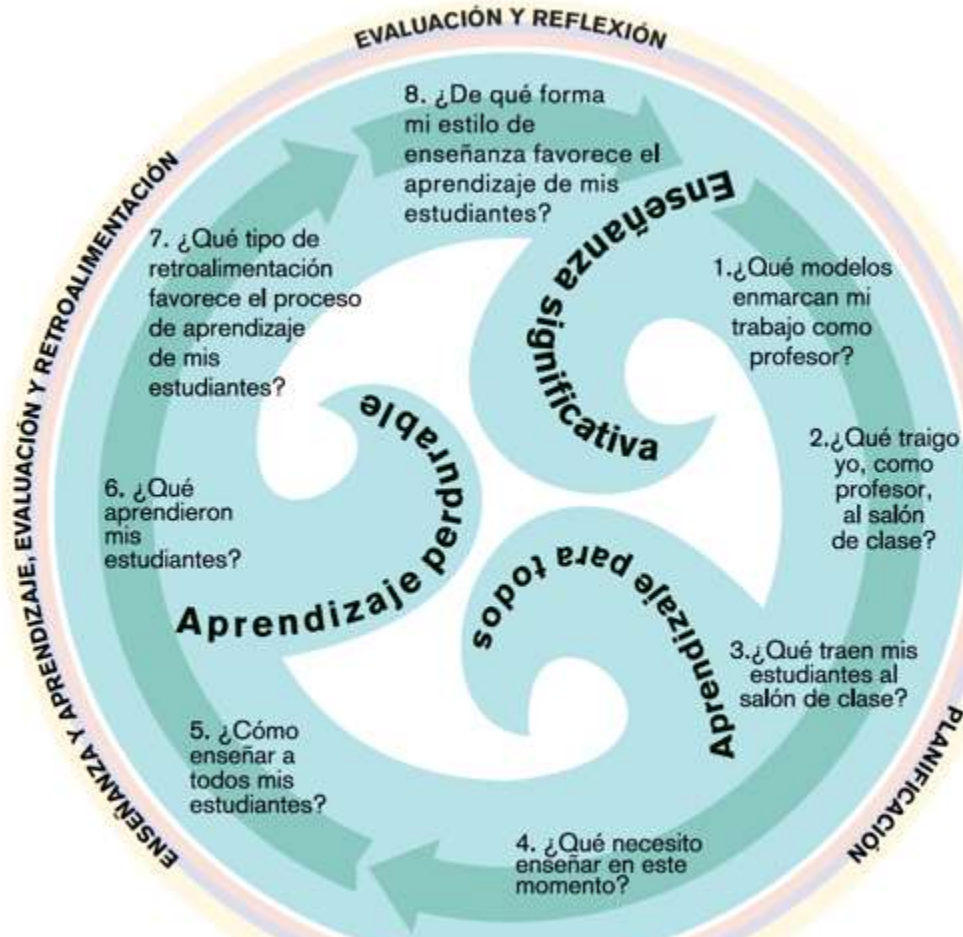 EVALUACIÓN Y REFLEXIÓN
8. ¿De qué forma
mi estilo de
enseñanza favorece el
aprendizaje de mis
estudiantes?
Enseñanza significativa
1.¿Qué modelos
enmarcan mi
trabajo como
profesor?
2.¿Qué traigo
yo, como
profesor,
al salón
de clase?
3.¿Qué traen mis
estudiantes al
salón de clase?
Aprendizaje para todos
PLANIFICACIÓN
4. ¿Qué necesito
enseñar en este
momento?
5. ¿Cómo
enseñar a
todos mis
estudiantes?
Aprendizaje perdurable
6. ¿Qué
aprendieron
mis
estudiantes?
7. ¿Qué tipo de
retroalimentación
favorece el proceso
de aprendizaje
de mis
estudiantes?
ENSEÑANZA Y APRENDIZAJE, EVALUACIÓN Y RETROALIMENTACIÓN